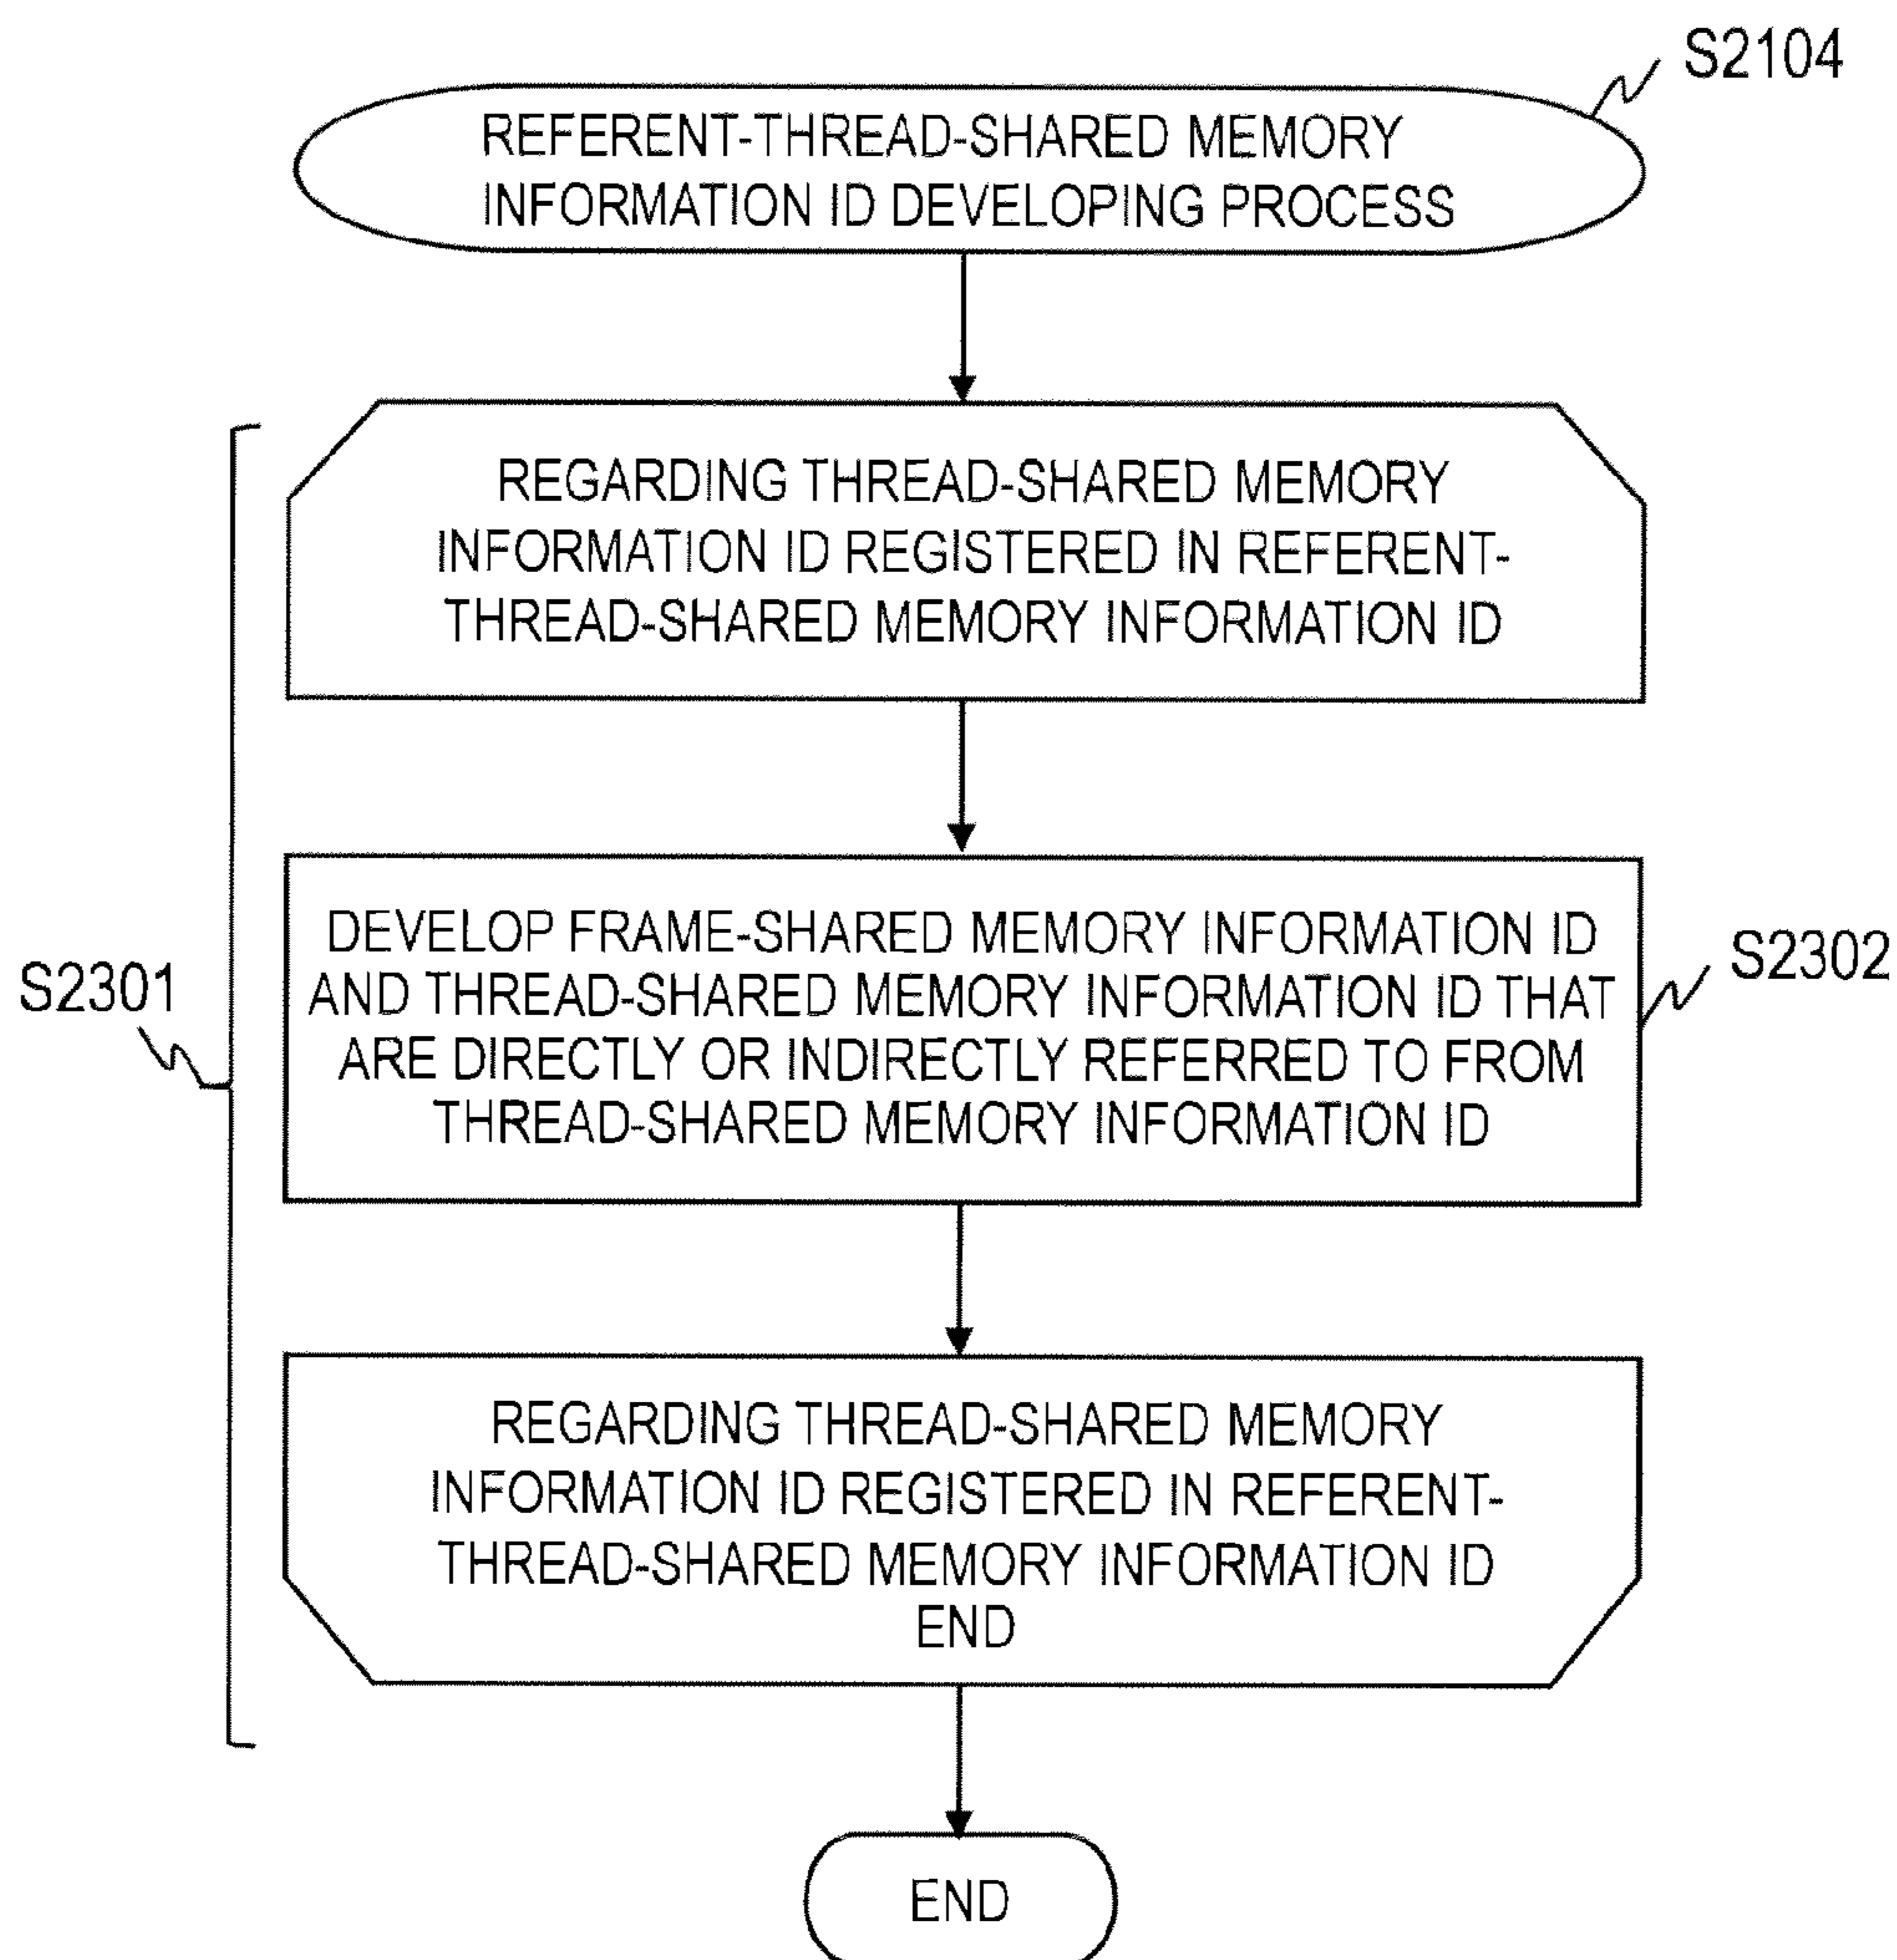 S2104
REFERENT-THREAD-SHARED MEMORY
INFORMATION ID DEVELOPING PROCESS
REGARDING THREAD-SHARED MEMORY
INFORMATION ID REGISTERED IN REFERENT-
THREAD-SHARED MEMORY INFORMATION ID
S2301
DEVELOP FRAME-SHARED MEMORY INFORMATION ID
AND THREAD-SHARED MEMORY INFORMATION ID THAT
ARE DIRECTLY OR INDIRECTLY REFERRED TO FROM
THREAD-SHARED MEMORY INFORMATION ID
S2302
REGARDING THREAD-SHARED MEMORY
INFORMATION ID REGISTERED IN REFERENT-
THREAD-SHARED MEMORY INFORMATION ID
END
END